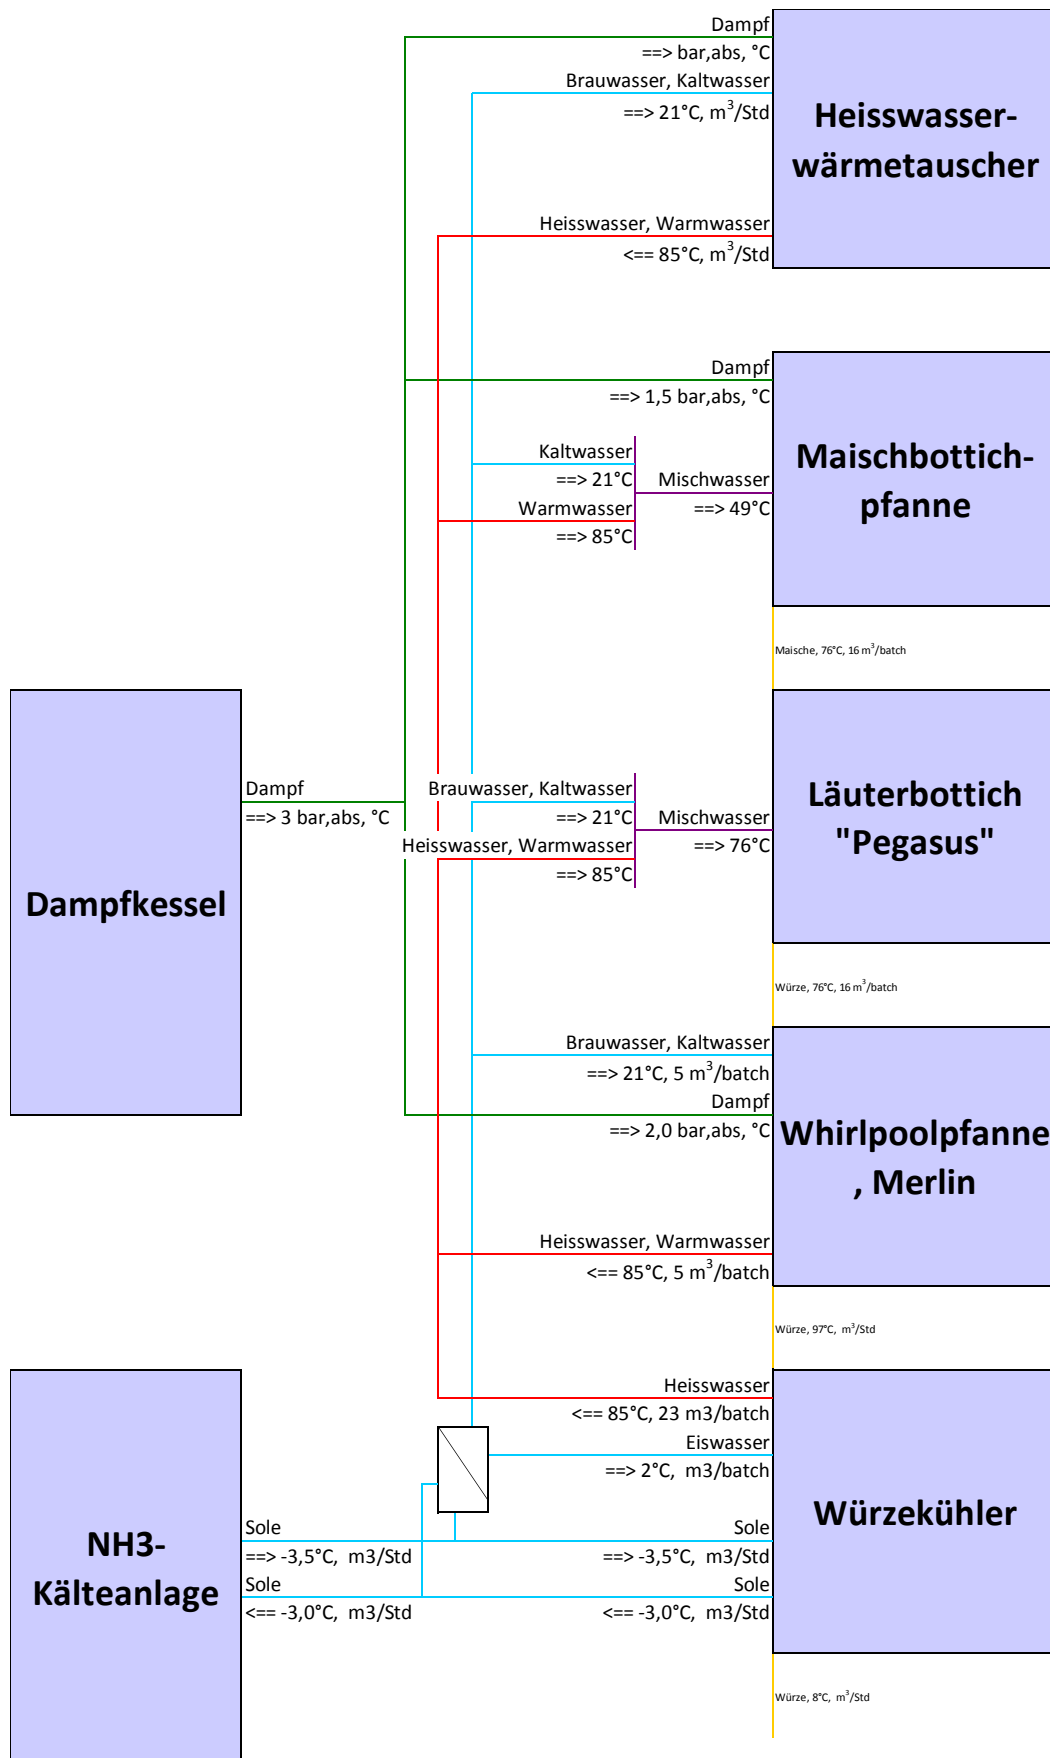 Dampf
==> bar,abs, °C
Brauwasser, Kaltwasser
==> 21°C, m³/Std
Heisswasser-
wärmetauscher
Heisswasser, Warmwasser
<== 85°C, m³/Std
Dampf
==> 1,5 bar,abs, °C
Kaltwasser
==> 21°C
Warmwasser
==> 85°C
Mischwasser
==> 49°C
Maischbottich-
pfanne
Maische, 76°C, 16 m³/batch
Dampfkessel
Dampf
==> 3 bar,abs, °C
Brauwasser, Kaltwasser
==> 21°C
Heisswasser, Warmwasser
==> 85°C
Mischwasser
==> 76°C
Läuterbottich
"Pegasus"
Würze, 76°C, 16 m³/batch
Brauwasser, Kaltwasser
==> 21°C, 5 m³/batch
Dampf
==> 2,0 bar,abs, °C
Whirlpoolpfanne
, Merlin
Heisswasser, Warmwasser
<== 85°C, 5 m³/batch
Würze, 97°C, m³/Std
Heisswasser
<== 85°C, 23 m3/batch
Eiswasser
==> 2°C, m3/batch
Würzekühler
NH3-
Kälteanlage
Sole
==> -3,5°C, m3/Std
Sole
<== -3,0°C, m3/Std
Sole
==> -3,5°C, m3/Std
Sole
<== -3,0°C, m3/Std
Würze, 8°C, m³/Std